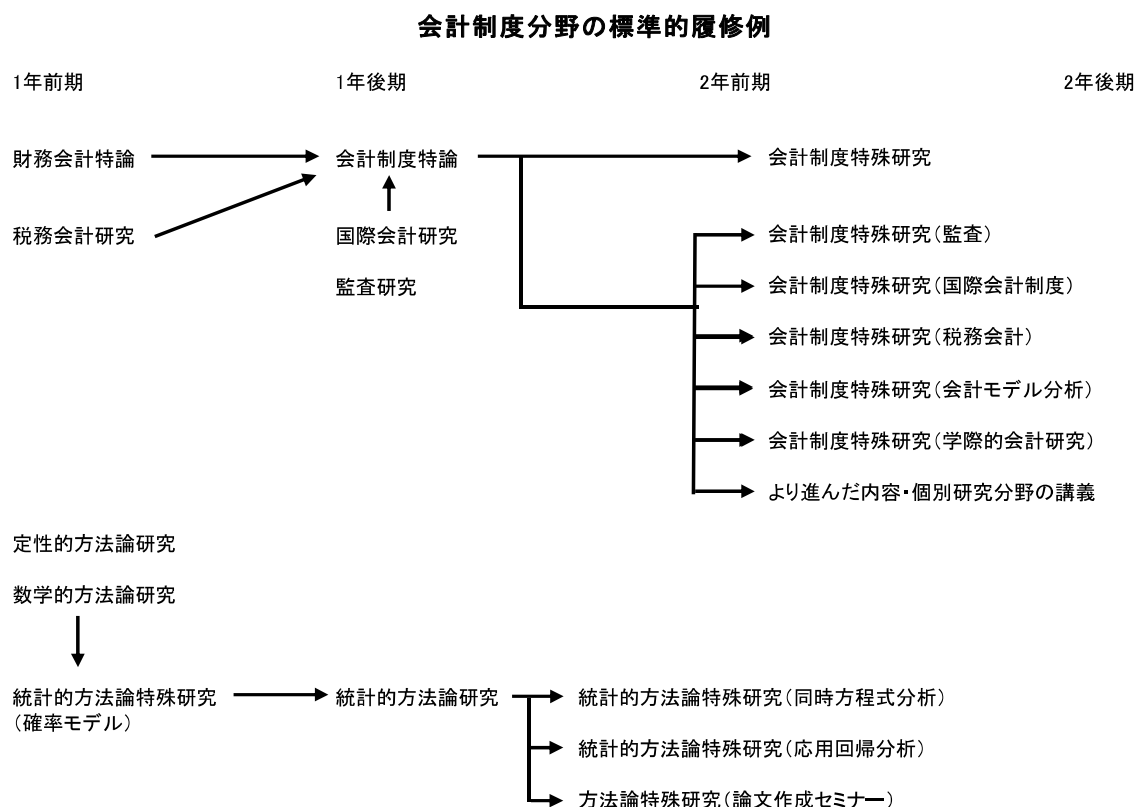 会計制度分野の標準的履修例
1年前期
1年後期
2年前期
2年後期
財務会計特論
会計制度特論
会計制度特殊研究
税務会計研究
国際会計研究
会計制度特殊研究(監査)
監査研究
会計制度特殊研究(国際会計制度)
会計制度特殊研究(税務会計)
会計制度特殊研究(会計モデル分析)
会計制度特殊研究(学際的会計研究)
より進んだ内容・個別研究分野の講義
定性的方法論研究
数学的方法論研究
統計的方法論特殊研究
(確率モデル)
統計的方法論研究
統計的方法論特殊研究(同時方程式分析)
統計的方法論特殊研究(応用回帰分析)
方法論特殊研究(論文作成セミナー)